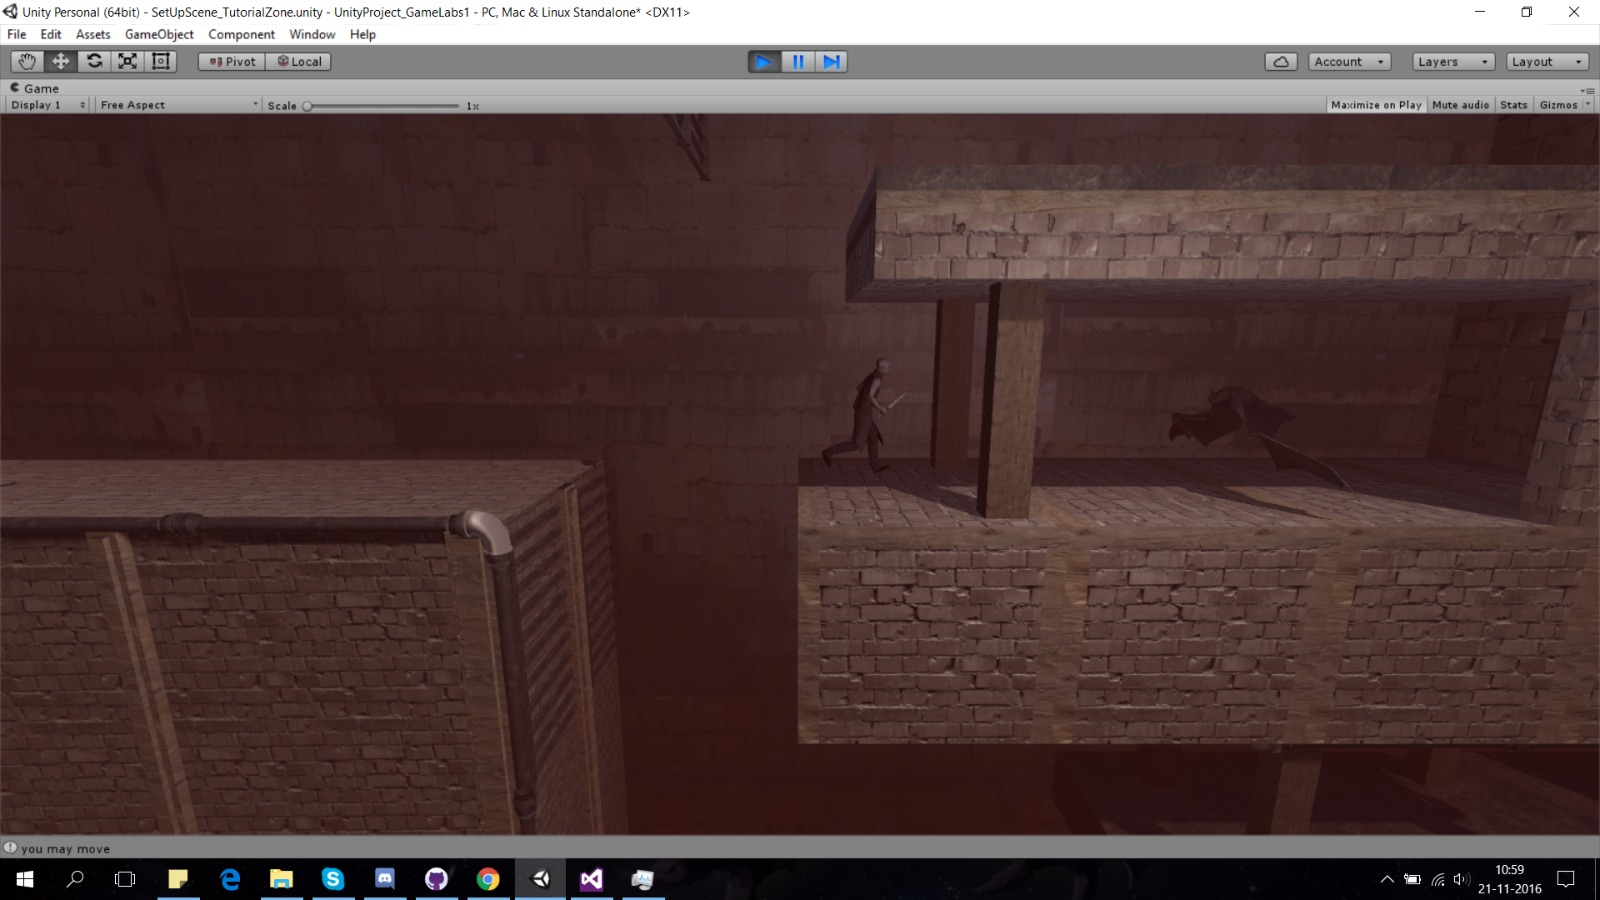 Unity Personal (64bit) - SetUpScene_TutorialZone.unity - UnityProject_GameLabs1 - PC, Mac & Linux Standalone* <DX11>
File Edit Assets GameObject Component Window Help
Pivot Local Account Layers Layout
Game
Display 1 Free Aspect Scale 1x Maximize on Play Mute audio Stats Gizmos
you may move
10:59
21-11-2016